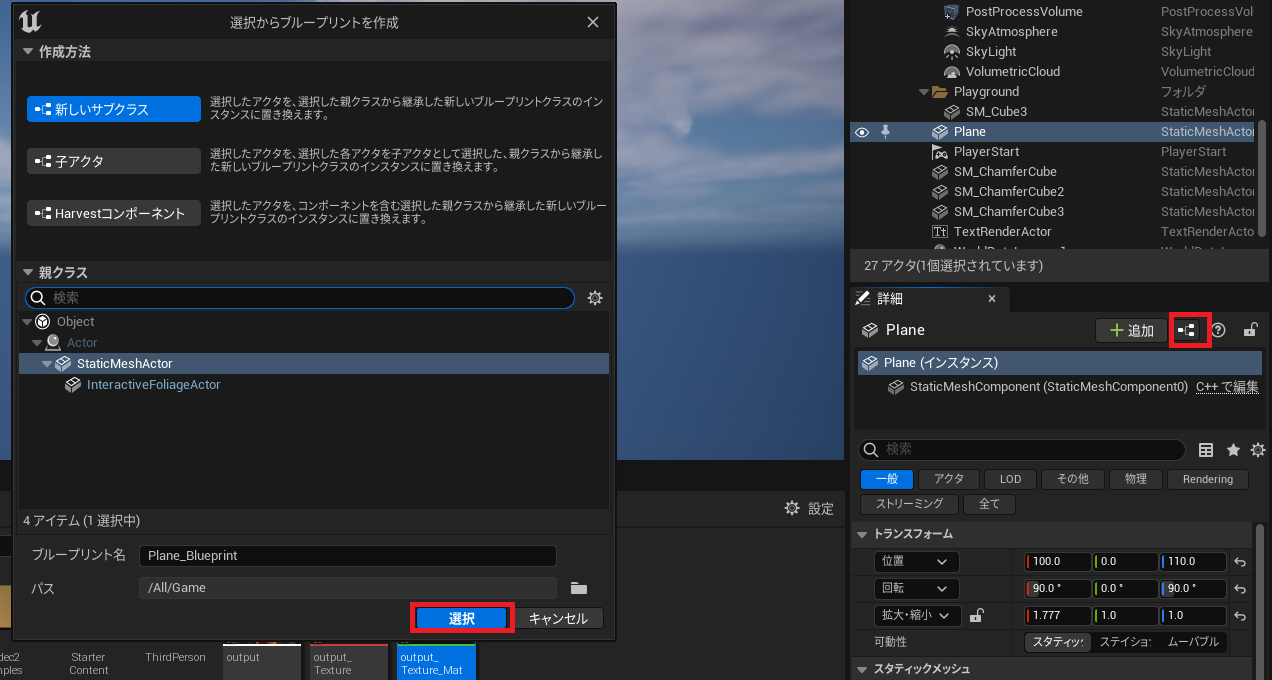 選択からブループリントを作成
作成方法
新しいサブクラス
選択したアクタを、選択した親クラスから継承した新しいブループリントクラスのインスタンスに置き換えます。
子アクタ
選択したアクタを、選択した各アクタを子アクタとして選択した、親クラスから継承した新しいブループリントクラスのインスタンスに置き換えます。
Harvestコンポーネント
選択したアクタを、コンポーネントを含む選択した親クラスから継承した新しいブループリントクラスのインスタンスに置き換えます。
親クラス
検索
Object
Actor
StaticMeshActor
InteractiveFoliageActor
4 アイテム (1 選択中)
ブループリント名 Plane_Blueprint
パス /All/Game
選択 キャンセル
設定
Starter
Content
ThirdPerson
output
output_
Texture
output_
Texture_Mat
PostProcessVolume PostProcessVol
SkyAtmosphere SkyAtmosphere
SkyLight SkyLight
VolumetricCloud VolumetricCloud
Playground フォルダ
SM_Cube3 StaticMeshActor
Plane StaticMeshActor
PlayerStart PlayerStart
SM_ChamferCube StaticMeshActor
SM_ChamferCube2 StaticMeshActor
SM_ChamferCube3 StaticMeshActor
TextRenderActor TextRenderActo
27 アクタ(1個選択されています)
詳細
Plane 追加
Plane (インスタンス)
StaticMeshComponent (StaticMeshComponent0) C++ で編集
検索
一般 アクタ LOD その他 物理 Rendering
ストリーミング 全て
トランスフォーム
位置 100.0 0.0 110.0
回転 90.0 ° 0.0 ° 90.0 °
拡大・縮小 1.777 1.0 1.0
可動性 スタティッ ステイショ ムーバブル
スタティックメッシュ